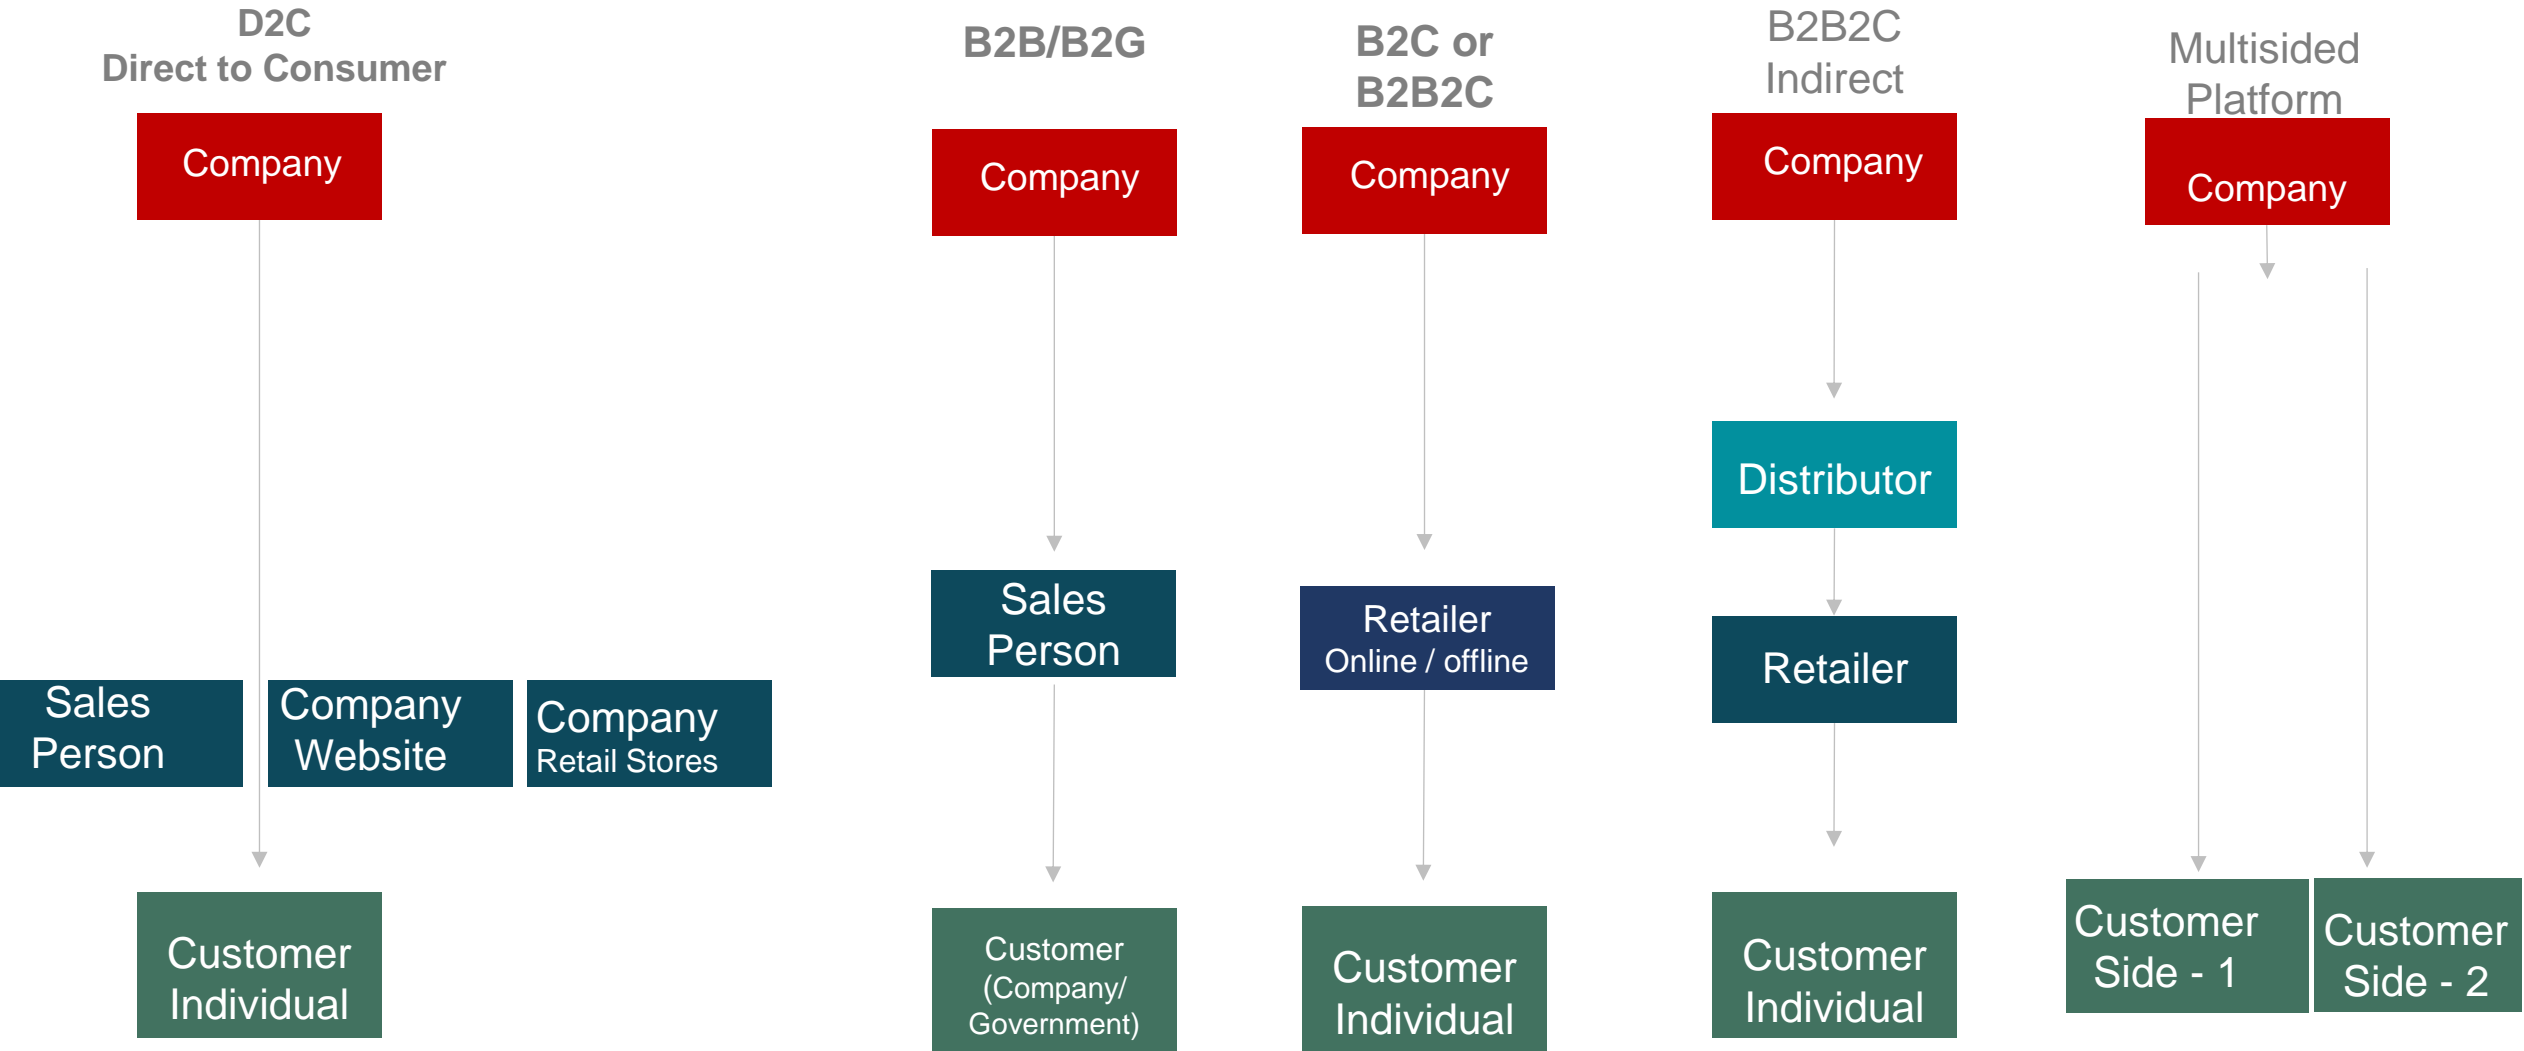 D2C
Direct to Consumer
Company
Sales
Person
Company
Website
Company
Retail Stores
Customer
Individual
B2B/B2G
Company
Sales
Person
Customer
(Company/
Government)
B2C or
B2B2C
Company
Retailer
Online / offline
Customer
Individual
B2B2C
Indirect
Company
Distributor
Retailer
Customer
Individual
Multisided
Platform
Company
Customer
Side - 1
Customer
Side - 2